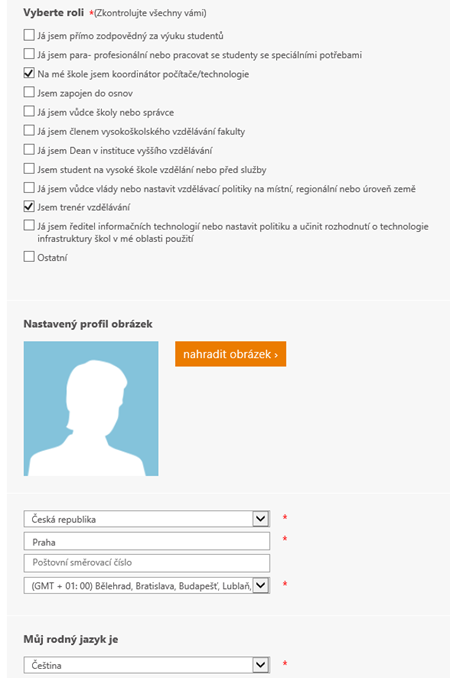 Vyberte roli *(Zkontrolujte všechny vámi)
Já jsem přímo zodpovědný za výuku studentů
Já jsem para- profesionální nebo pracovat se studenty se speciálními potřebami
Na mé škole jsem koordinátor počítače/technologie
Jsem zapojen do osnov
Já jsem vůdce školy nebo správce
Já jsem členem vysokoškolského vzdělávání fakulty
Já jsem Dean v instituce vyššího vzdělávání
Jsem student na vysoké škole vzdělání nebo před služby
Já jsem vůdce vlády nebo nastavit vzdělávací politiky na místní, regionální nebo úroveň země
Jsem trenér vzdělávání
Já jsem ředitel informačních technologií nebo nastavit politiku a učinit rozhodnutí o technologie
infrastruktury škol v mé oblasti použití
Ostatní
Nastavený profil obrázek
nahradit obrázek ›
Česká republika *
Praha *
Poštovní směrovací číslo
(GMT + 01: 00) Bělehrad, Bratislava, Budapešť, Lublaň, *
Můj rodný jazyk je
Čeština *